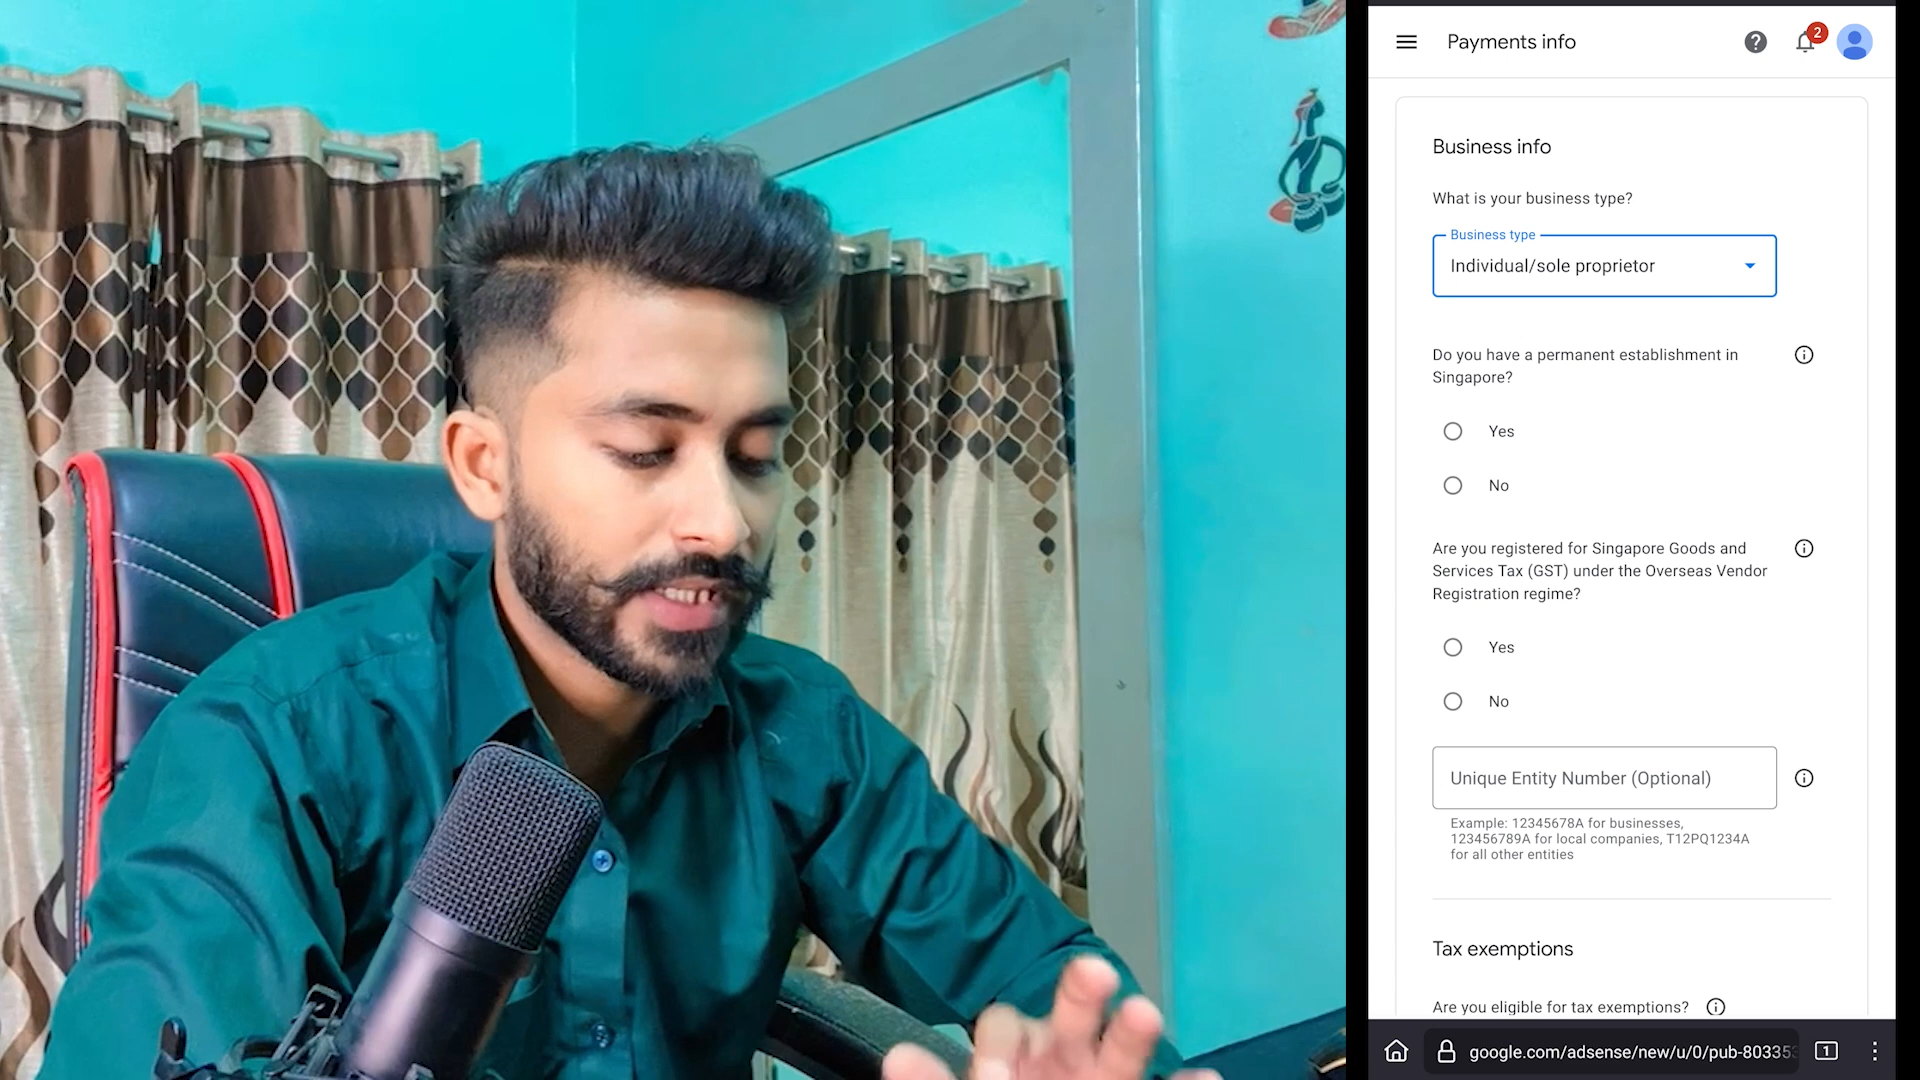 Payments info
2
Business info
What is your business type?
Business type
Individual/sole proprietor
Do you have a permanent establishment in
Singapore?
Yes
No
Are you registered for Singapore Goods and
Services Tax (GST) under the Overseas Vendor
Registration regime?
Yes
No
Unique Entity Number (Optional)
Example: 12345678A for businesses,
123456789A for local companies, T12PQ1234A
for all other entities
Tax exemptions
Are you eligible for tax exemptions?
google.com/adsense/new/u/0/pub-80335
1